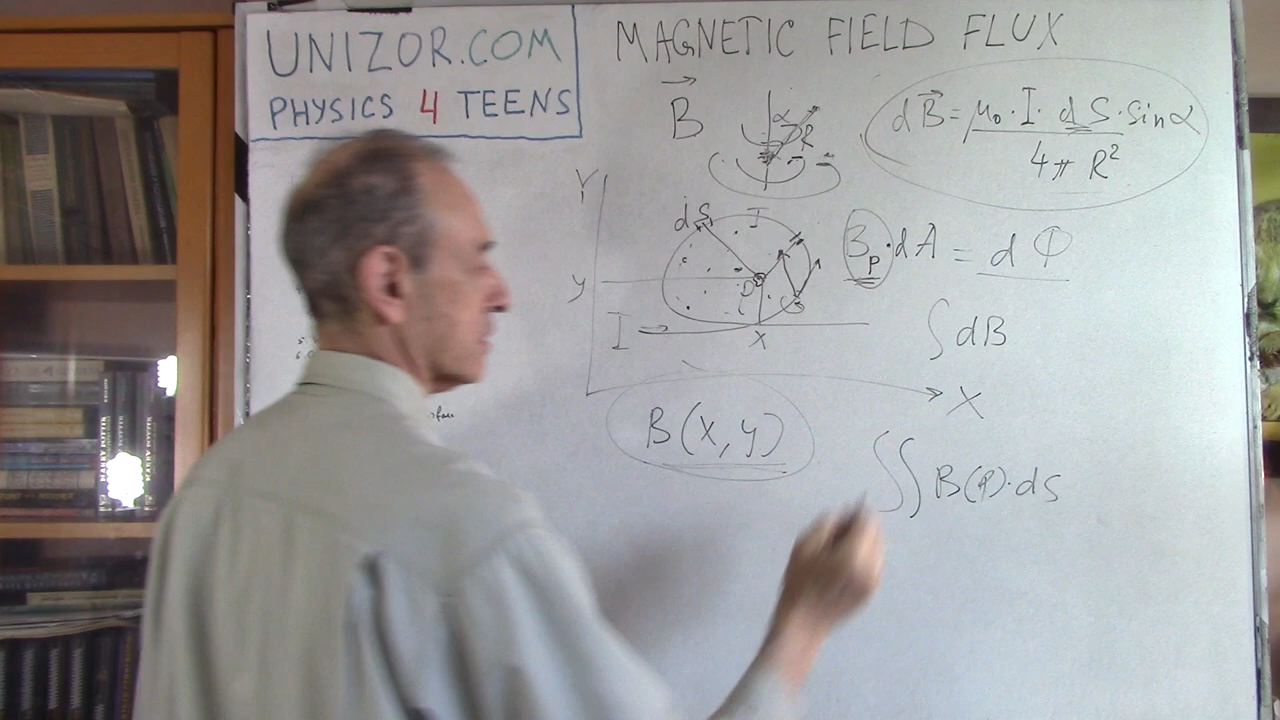 UNIZOR.COM
PHYSICS 4 TEENS
MAGNETIC FIELD FLUX
B
α
R
dB = μ₀·I·dS·sinα
4π R²
Y
dS
I
B_P·dA = dΦ
y
P
I
X
∫dB
X
B(x,y)
∫∫B(P)·ds